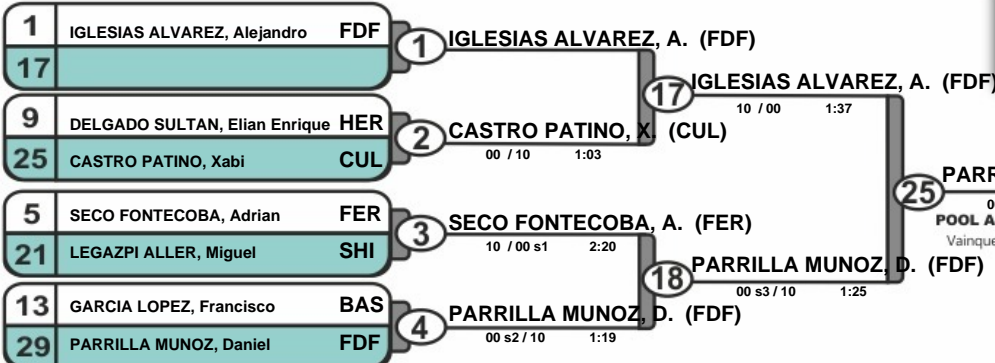 1 IGLESIAS ALVAREZ, Alejandro FDF
17
1 IGLESIAS ALVAREZ, A. (FDF)
17 IGLESIAS ALVAREZ, A. (FDF)
10 / 00 1:37
9 DELGADO SULTAN, Elian Enrique HER
25 CASTRO PATINO, Xabi CUL
2 CASTRO PATINO, X. (CUL)
00 / 10 1:03
25
POOL A
5 SECO FONTECOBA, Adrian FER
21 LEGAZPI ALLER, Miguel SHI
3 SECO FONTECOBA, A. (FER)
10 / 00 s1 2:20
18 PARRILLA MUNOZ, D. (FDF)
00 s3 / 10 1:25
13 GARCIA LOPEZ, Francisco BAS
29 PARRILLA MUNOZ, Daniel FDF
4 PARRILLA MUNOZ, D. (FDF)
00 s2 / 10 1:19